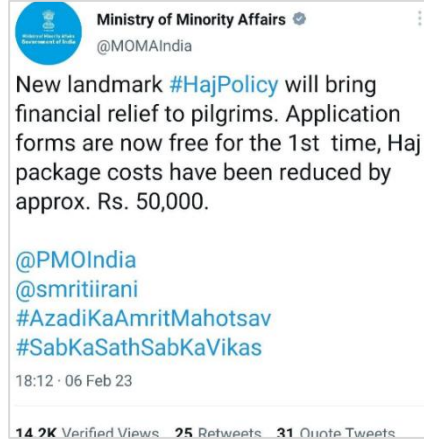 Ministry of Minority Affairs
@MOMAIndia
New landmark #HajPolicy will bring
financial relief to pilgrims. Application
forms are now free for the 1st time, Haj
package costs have been reduced by
approx. Rs. 50,000.
@PMOIndia
@smritiirani
#AzadiKaAmritMahotsav
#SabKaSathSabKaVikas
18:12 · 06 Feb 23
14.2K Verified Views 25 Retweets 31 Quote Tweets